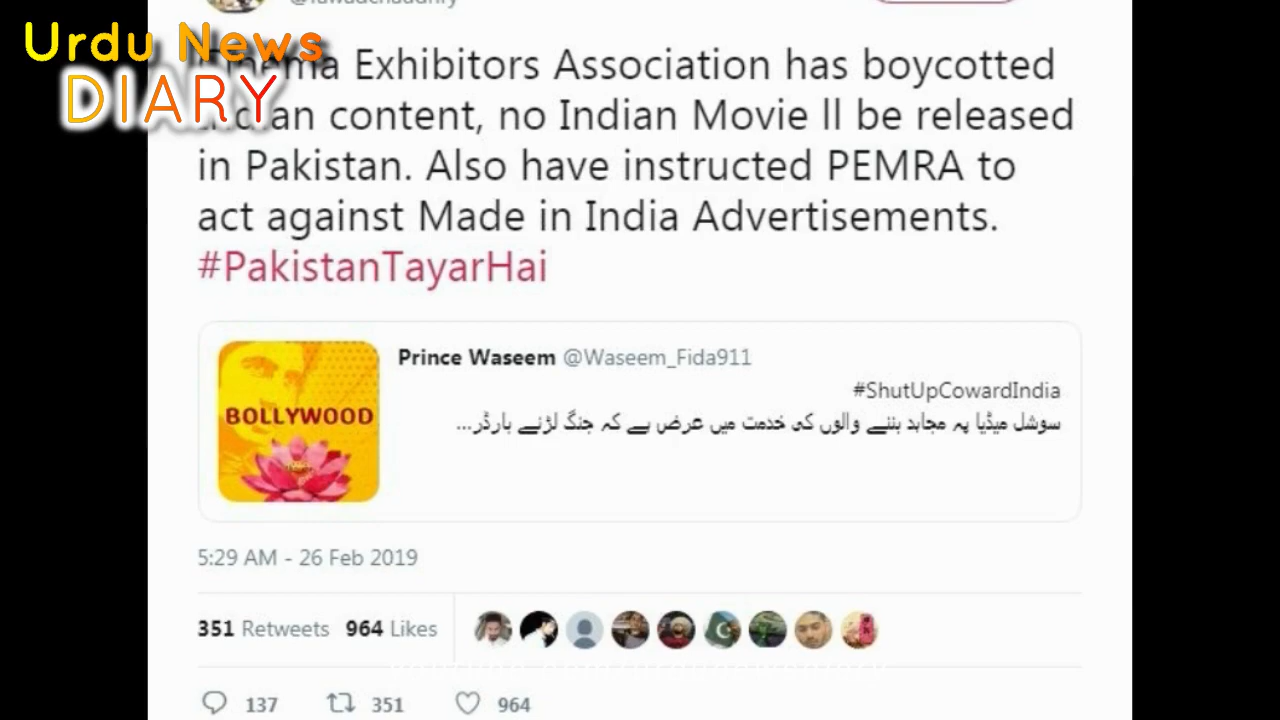 Urdu News
DIARY
@fawadchaudhry
Cinema Exhibitors Association has boycotted
Indian content, no Indian Movie ll be released
in Pakistan. Also have instructed PEMRA to
act against Made in India Advertisements.
#PakistanTayarHai
BOLLYWOOD
Prince Waseem @Waseem_Fida911
#ShutUpCowardIndia
سوشل میڈیا پہ مجاہد بننے والوں کی خدمت میں عرض ہے کہ جنگ لڑنے بارڈر...
5:29 AM - 26 Feb 2019
351 Retweets 964 Likes
137 351 964